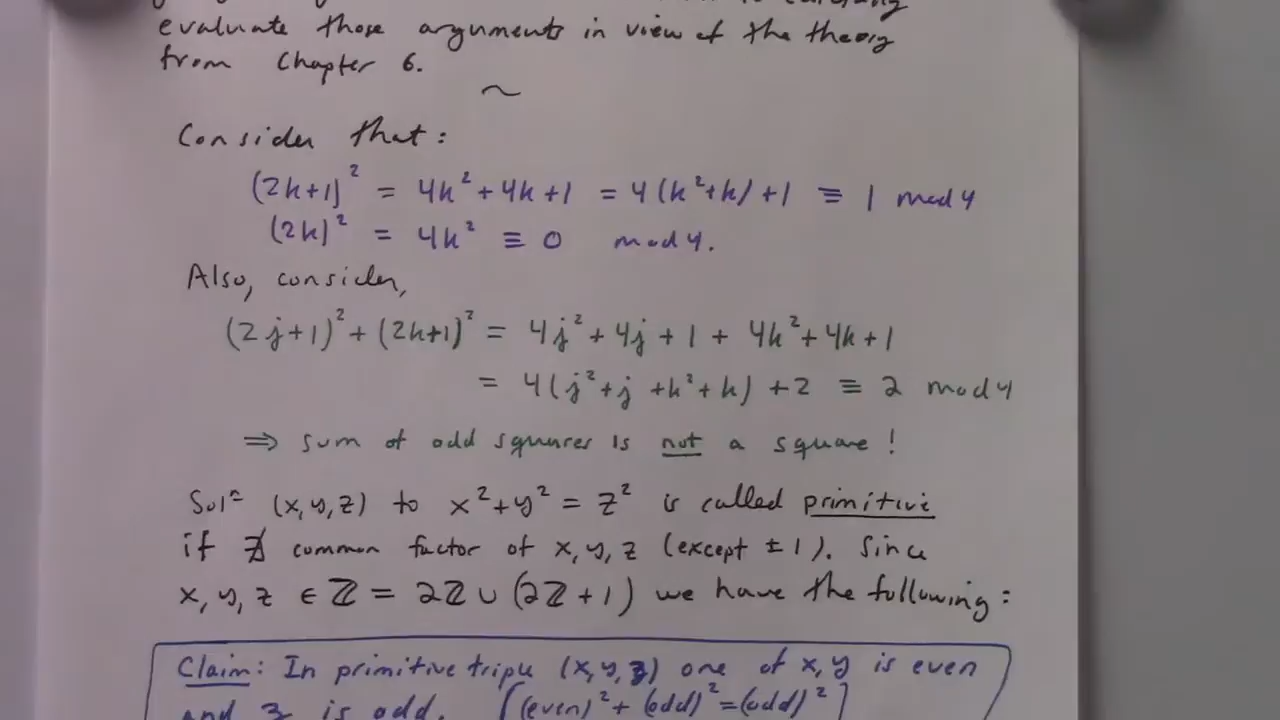 evaluate those arguments in view of the theory
from Chapter 6.
~
Consider that:
(2k+1)² = 4k² + 4k + 1 = 4(k²+k) + 1 ≡ 1 mod 4
(2k)² = 4k² ≡ 0 mod 4.
Also, consider,
(2j+1)² + (2k+1)² = 4j² + 4j + 1 + 4k² + 4k + 1
= 4(j²+j+k²+k) + 2 ≡ 2 mod 4
⇒ sum of odd squares is not a square!
Solⁿ (x,y,z) to x² + y² = z² is called primitive
if ∄ common factor of x, y, z (except ±1). Since
x, y, z ∈ ℤ = 2ℤ ∪ (2ℤ+1) we have the following:
Claim: In primitive triple (x,y,z) one of x,y is even
and z is odd. [(even)² + (odd)² = (odd)²]